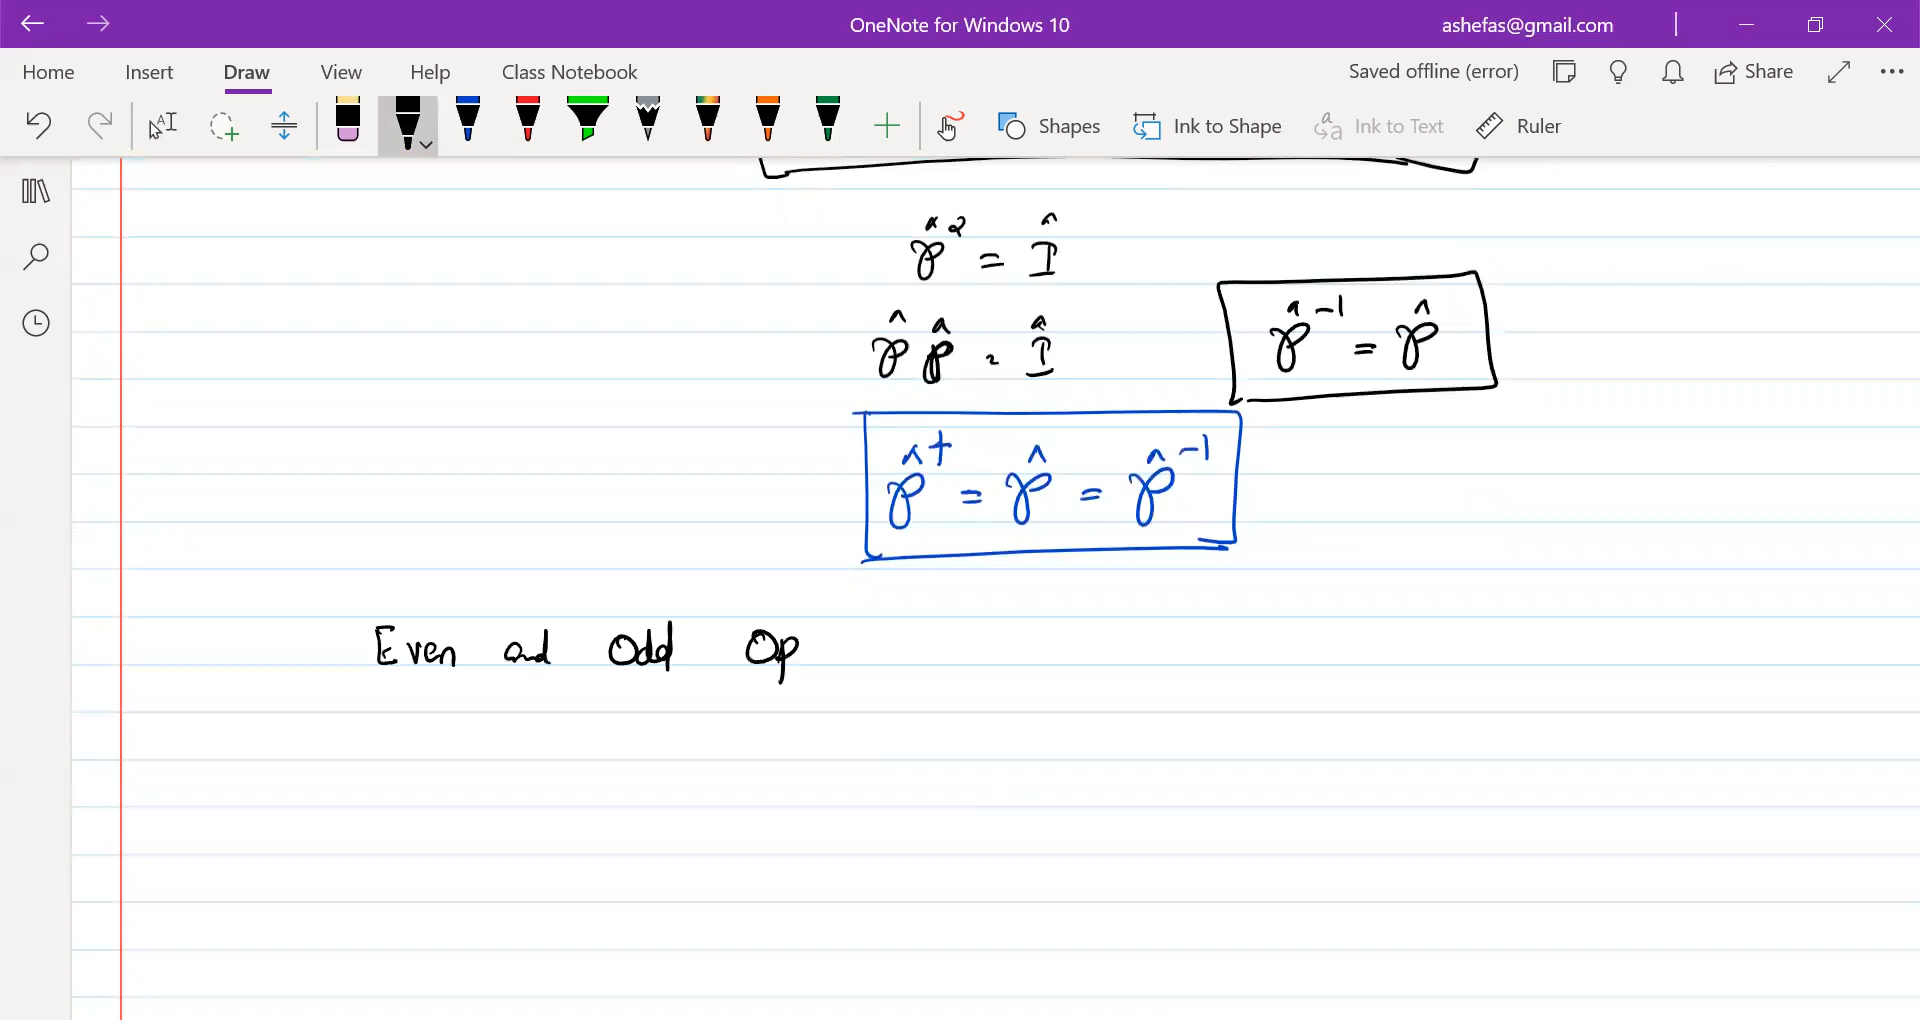 OneNote for Windows 10 ashefas@gmail.com
Home Insert Draw View Help Class Notebook Saved offline (error) Share
Shapes Ink to Shape Ink to Text Ruler
𝒫̂² = Î
𝒫̂ 𝒫̂ = Î
𝒫̂⁻¹ = 𝒫̂
𝒫̂† = 𝒫̂ = 𝒫̂⁻¹
Even and Odd Op